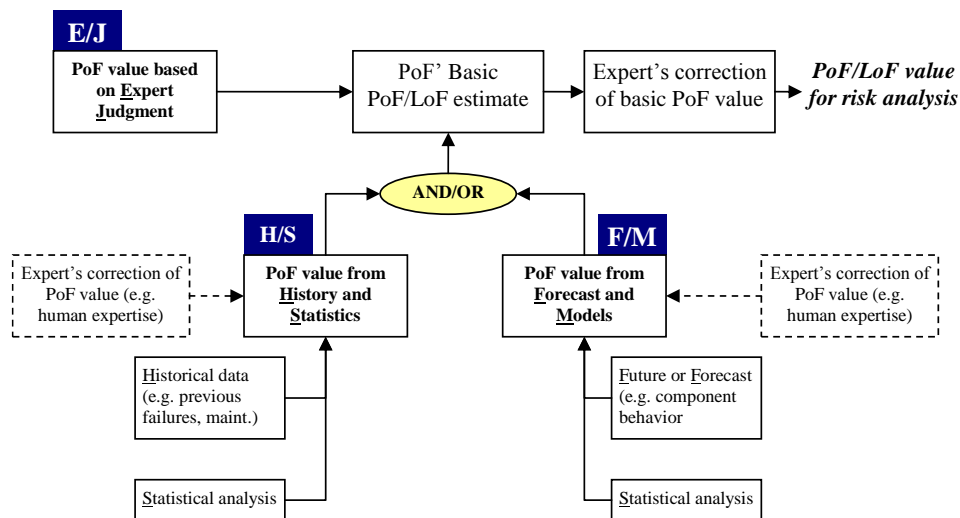 E/J
PoF value based
on Expert
Judgment
PoF’ Basic
PoF/LoF estimate
Expert’s correction
of basic PoF value
PoF/LoF value
for risk analysis
AND/OR
H/S
F/M
Expert’s correction of
PoF value (e.g.
human expertise)
PoF value from
History and
Statistics
PoF value from
Forecast and
Models
Expert’s correction of
PoF value (e.g.
human expertise)
Historical data
(e.g. previous
failures, maint.)
Future or Forecast
(e.g. component
behavior
Statistical analysis
Statistical analysis